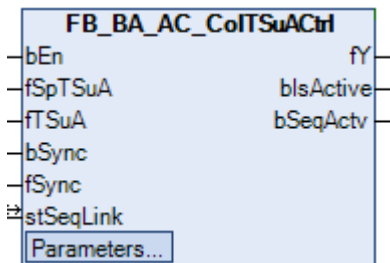 FB_BA_AC_ColTSuACtrl
bEn fY
fSpTSuA bIsActive
fTSuA bSeqActv
bSync
fSync
stSeqLink
Parameters...